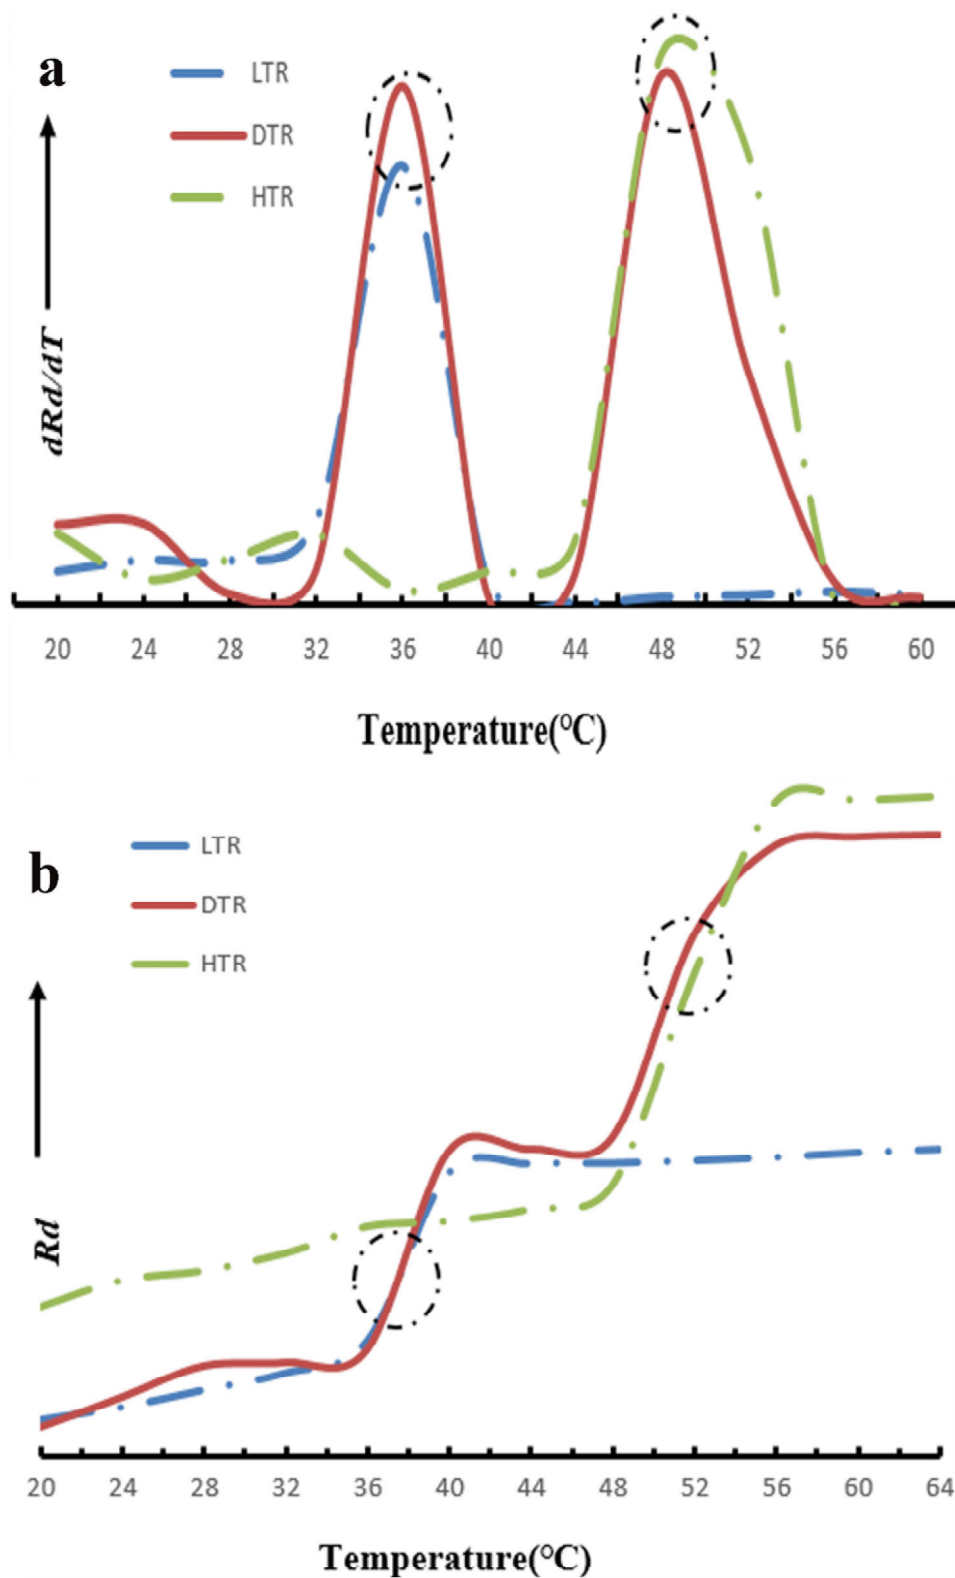 a
LTR
DTR
HTR
dRd/dT
20 24 28 32 36 40 44 48 52 56 60
Temperature(°C)
b
LTR
DTR
HTR
Rd
20 24 28 32 36 40 44 48 52 56 60 64
Temperature(°C)